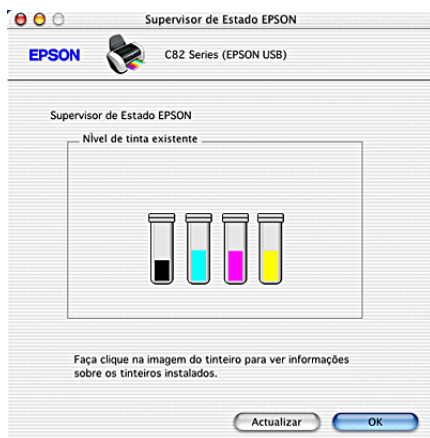 Supervisor de Estado EPSON
EPSON
C82 Series (EPSON USB)
Supervisor de Estado EPSON
NÌvel de tinta existente
Faça clique na imagem do tinteiro para ver informações
sobre os tinteiros instalados.
Actualizar
OK